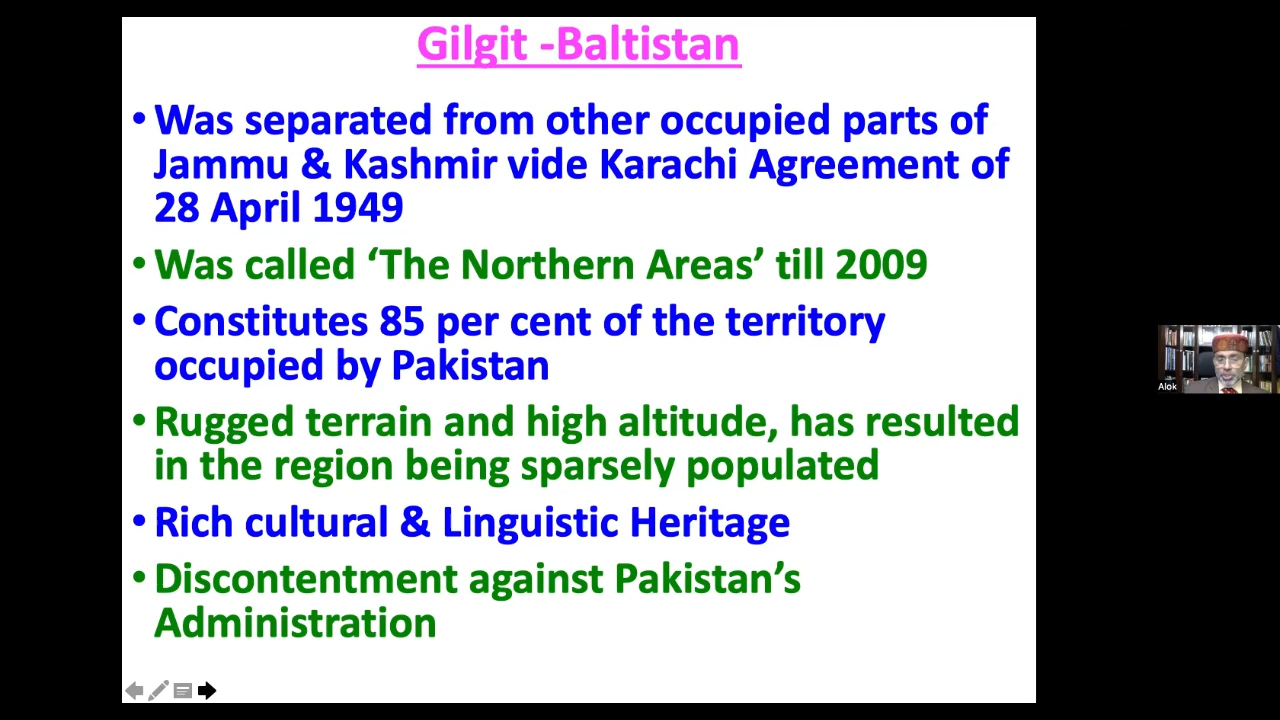 Gilgit -Baltistan
• Was separated from other occupied parts of
Jammu & Kashmir vide Karachi Agreement of
28 April 1949
• Was called ‘The Northern Areas’ till 2009
• Constitutes 85 per cent of the territory
occupied by Pakistan
• Rugged terrain and high altitude, has resulted
in the region being sparsely populated
• Rich cultural & Linguistic Heritage
• Discontentment against Pakistan’s
Administration
Alok